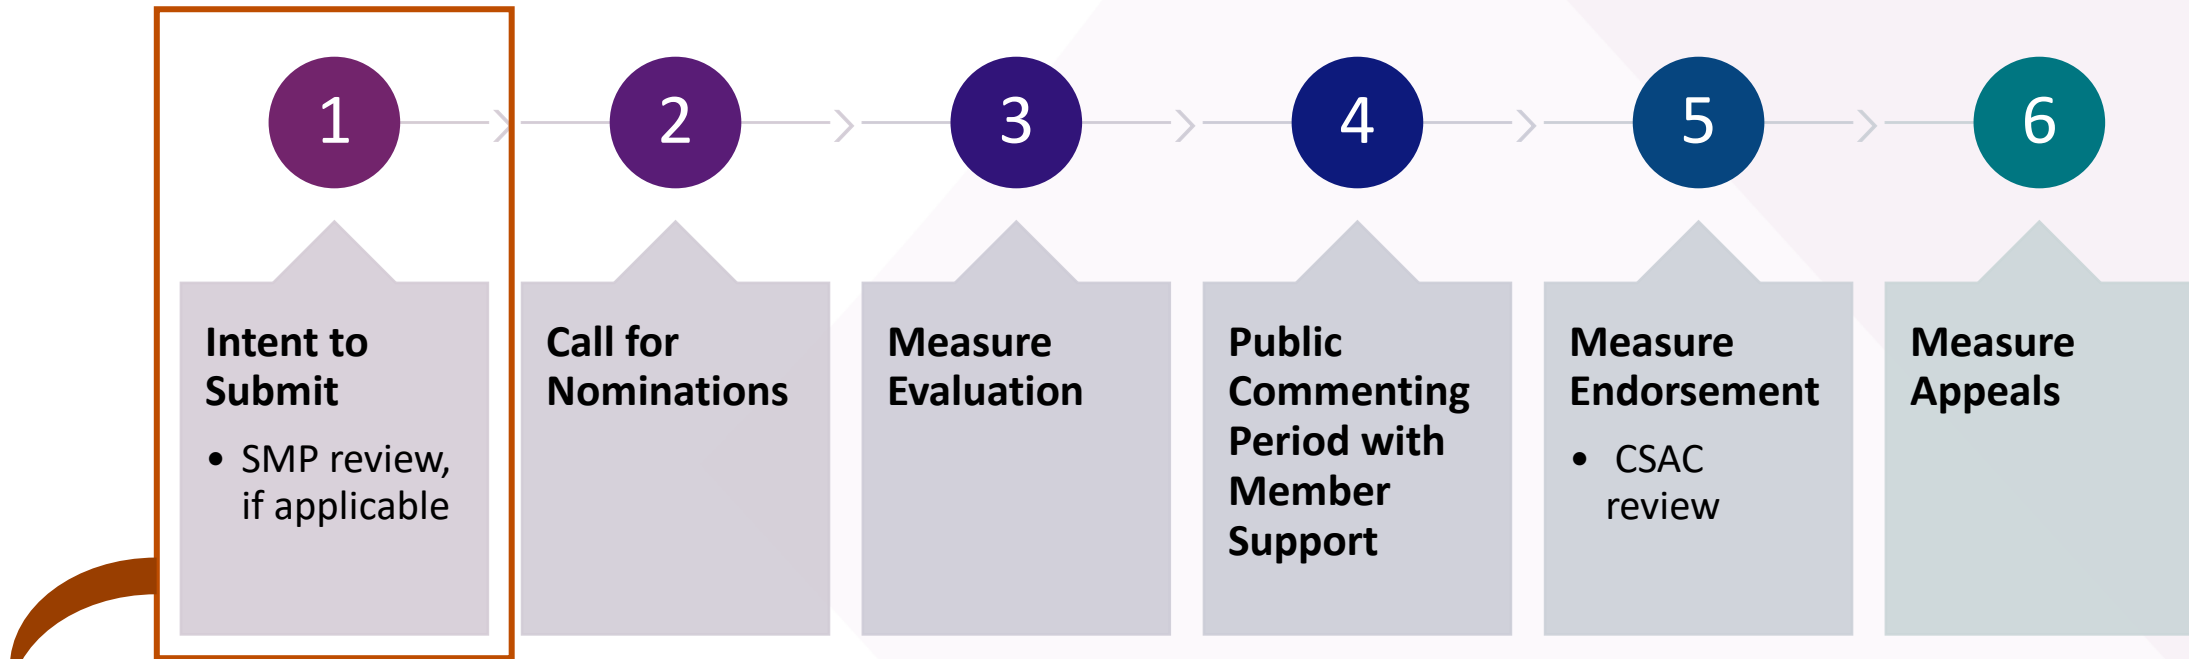 1
2
3
4
5
6
Intent to
Submit
• SMP review,
if applicable
Call for
Nominations
Measure
Evaluation
Public
Commenting
Period with
Member
Support
Measure
Endorsement
• CSAC
review
Measure
Appeals